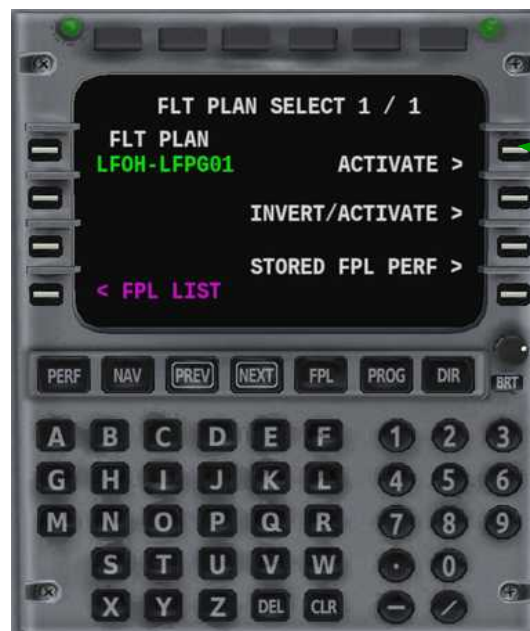 FLT PLAN SELECT 1 / 1
FLT PLAN
LFOH-LFPG01 ACTIVATE >
INVERT/ACTIVATE >
STORED FPL PERF >
< FPL LIST
PERF NAV PREV NEXT FPL PROG DIR BRT
A B C D E F 1 2 3
G H I J K L 4 5 6
M N O P Q R 7 8 9
S T U V W · 0
X Y Z DEL CLR − /